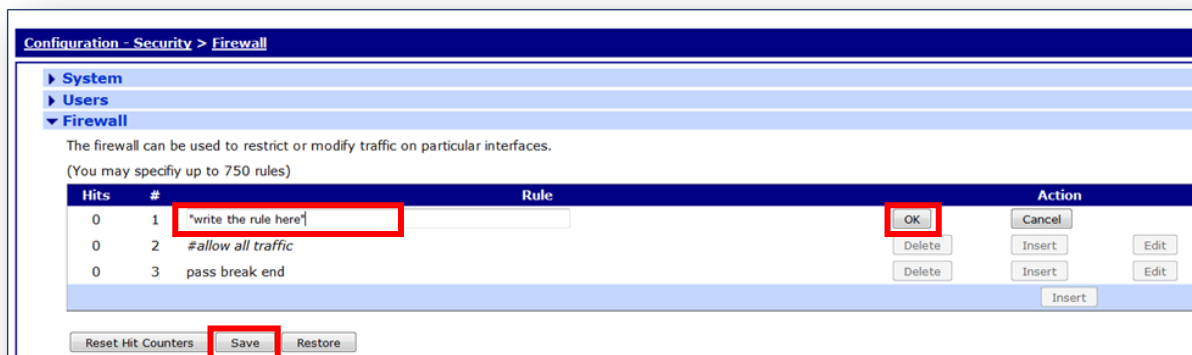 Configuration - Security > Firewall
System
Users
Firewall
The firewall can be used to restrict or modify traffic on particular interfaces.
(You may specifiy up to 750 rules)
Hits # Rule Action
0 1 "write the rule here" OK Cancel
0 2 #allow all traffic Delete Insert Edit
0 3 pass break end Delete Insert Edit
Insert
Reset Hit Counters Save Restore